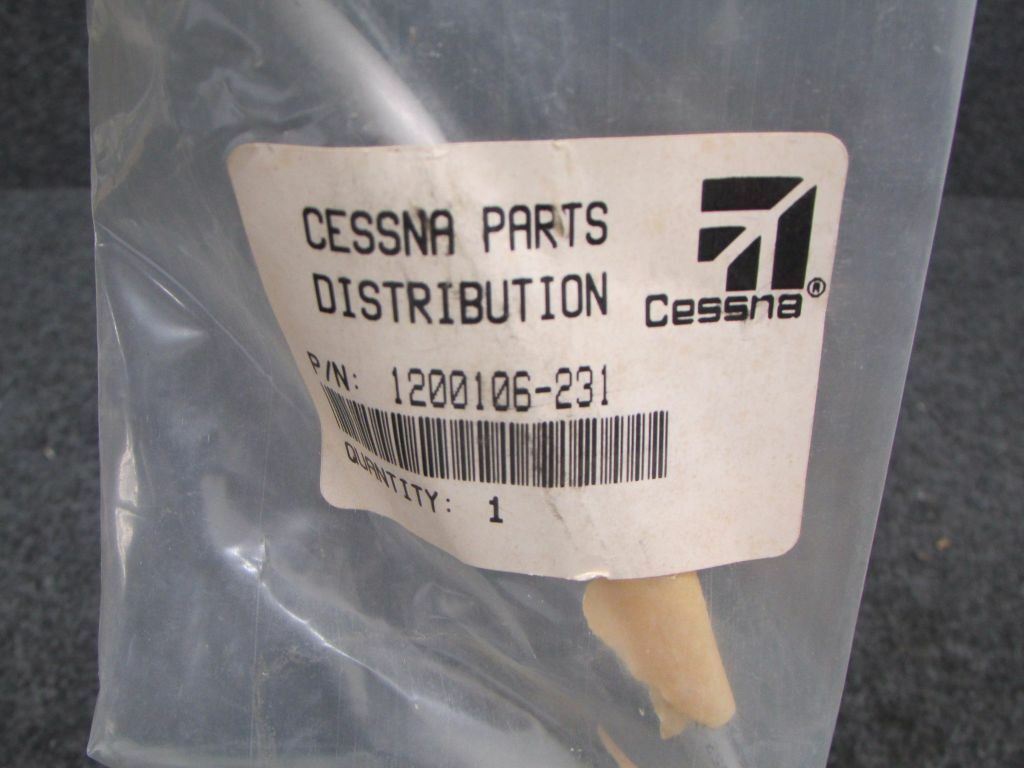 CESSNA PARTS
DISTRIBUTION
Cessna®
P/N: 1200106-231
QUANTITY: 1